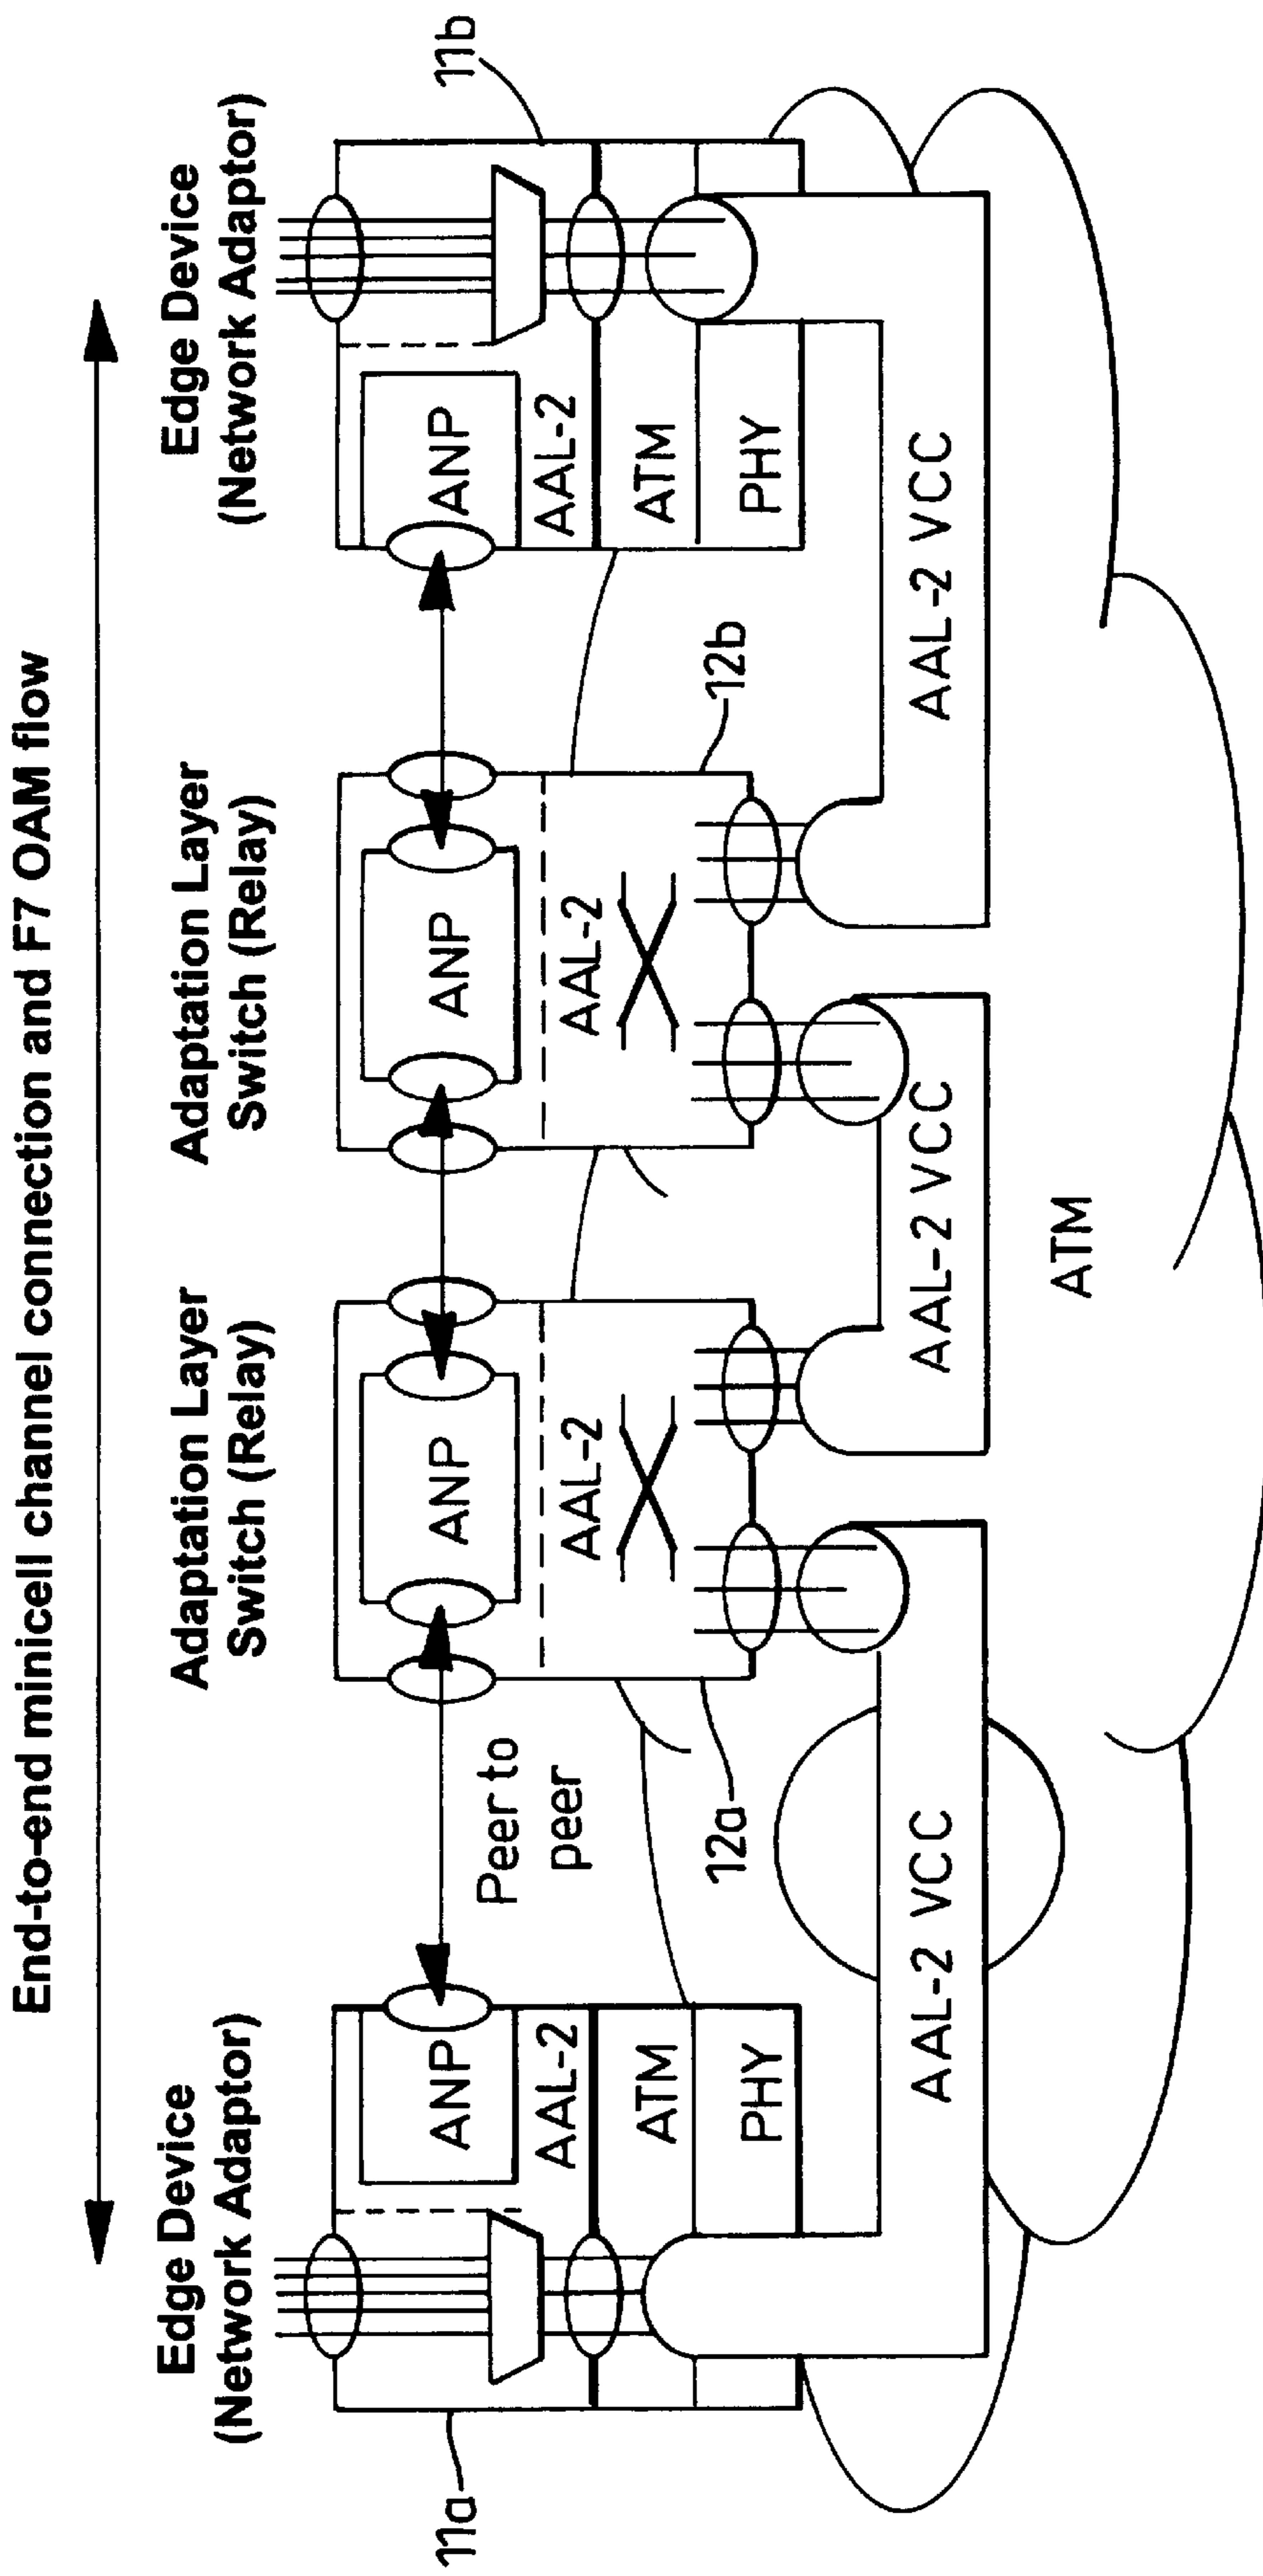 End-to-end minicell channel connection and F7 OAM flow
Edge Device
(Network Adaptor)
Adaptation Layer
Switch (Relay)
Adaptation Layer
Switch (Relay)
Edge Device
(Network Adaptor)
11a
ANP
AAL-2
ATM
PHY
Peer to
peer
12a
ANP
AAL-2
ANP
AAL-2
12b
ANP
AAL-2
ATM
PHY
11b
AAL-2 VCC
AAL-2 VCC
AAL-2 VCC
ATM